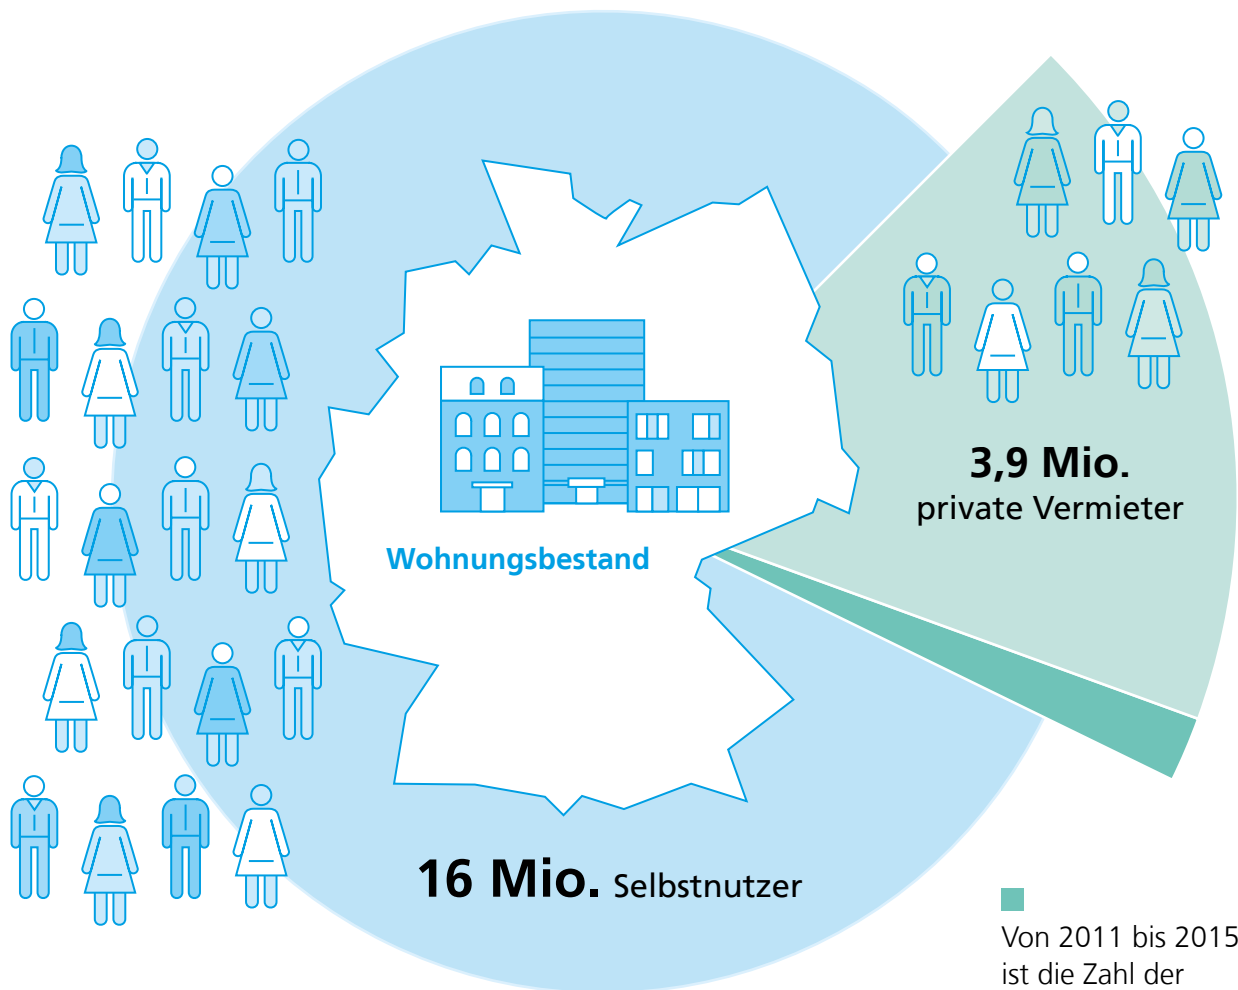 3,9 Mio.
private Vermieter
Wohnungsbestand
16 Mio. Selbstnutzer
Von 2011 bis 2015
ist die Zahl der